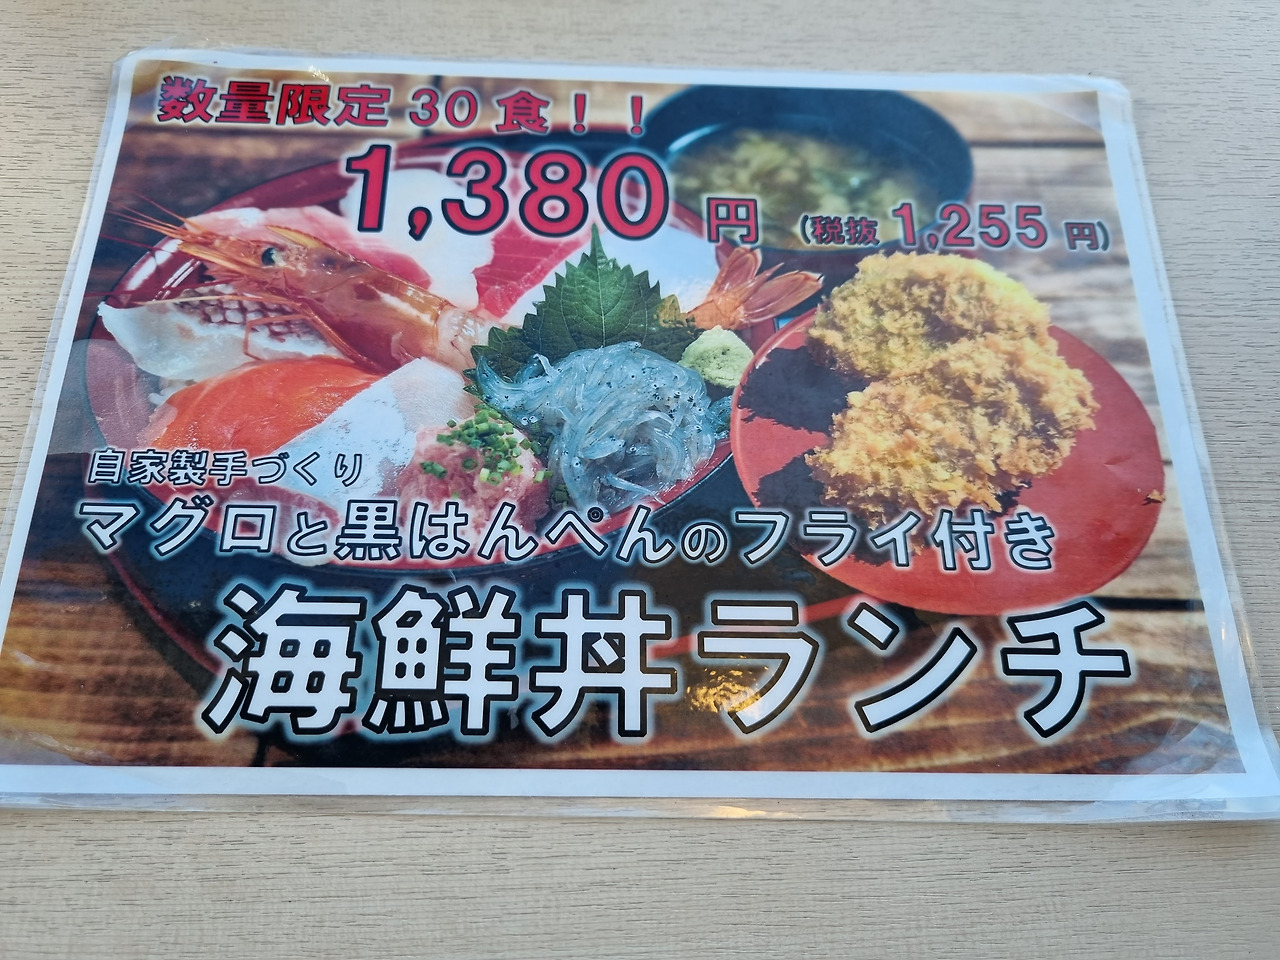 数量限定 30 食！！
1,380 円 (税抜 1,255 円)
自家製手づくり
マグロと黒はんぺんのフライ付き
海鮮丼ランチ